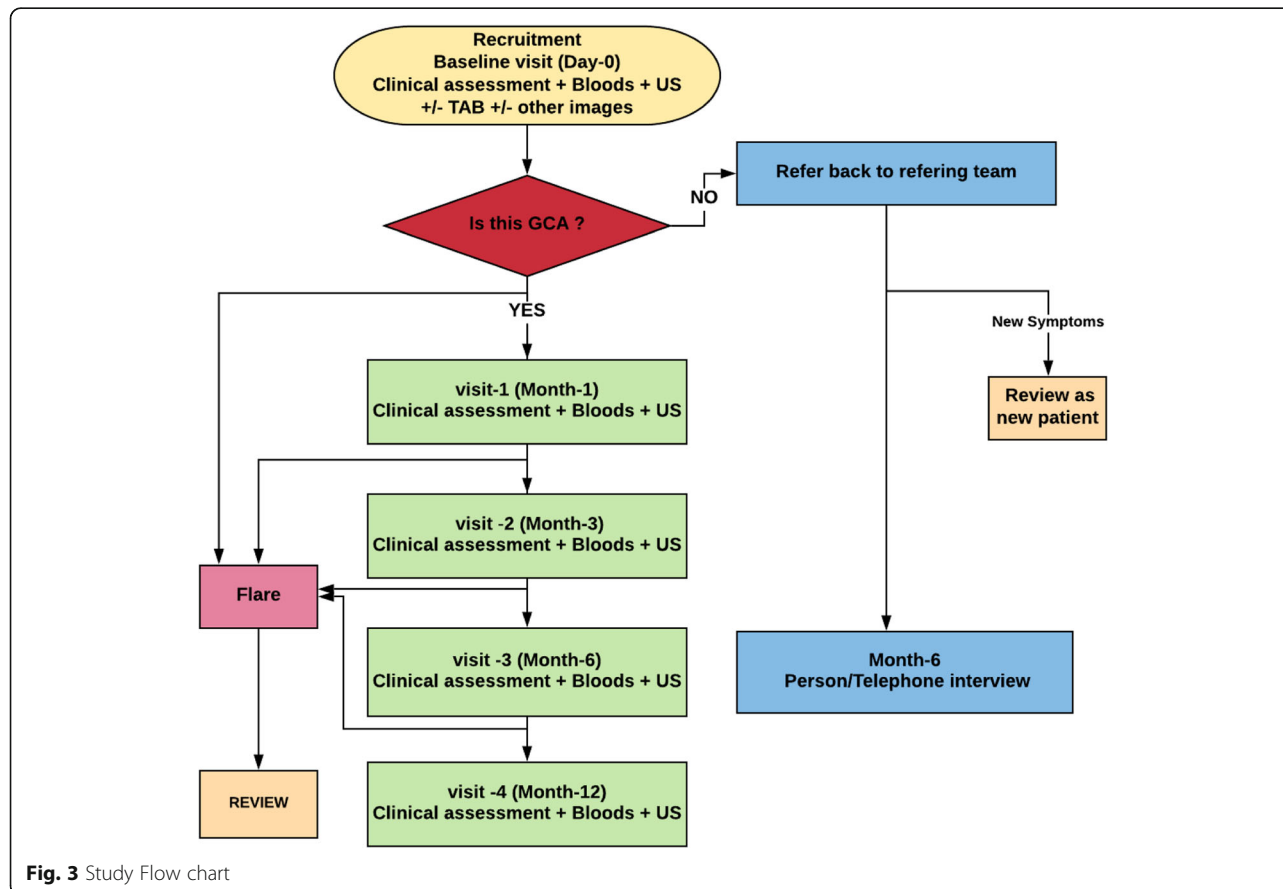 Recruitment
Baseline visit (Day-0)
Clinical assessment + Bloods + US
+/- TAB +/- other images
Is this GCA ?
NO
Refer back to refering team
YES
New Symptoms
Review as
new patient
visit-1 (Month-1)
Clinical assessment + Bloods + US
visit -2 (Month-3)
Clinical assessment + Bloods + US
Flare
visit -3 (Month-6)
Clinical assessment + Bloods + US
Month-6
Person/Telephone interview
REVIEW
visit -4 (Month-12)
Clinical assessment + Bloods + US
Fig. 3 Study Flow chart